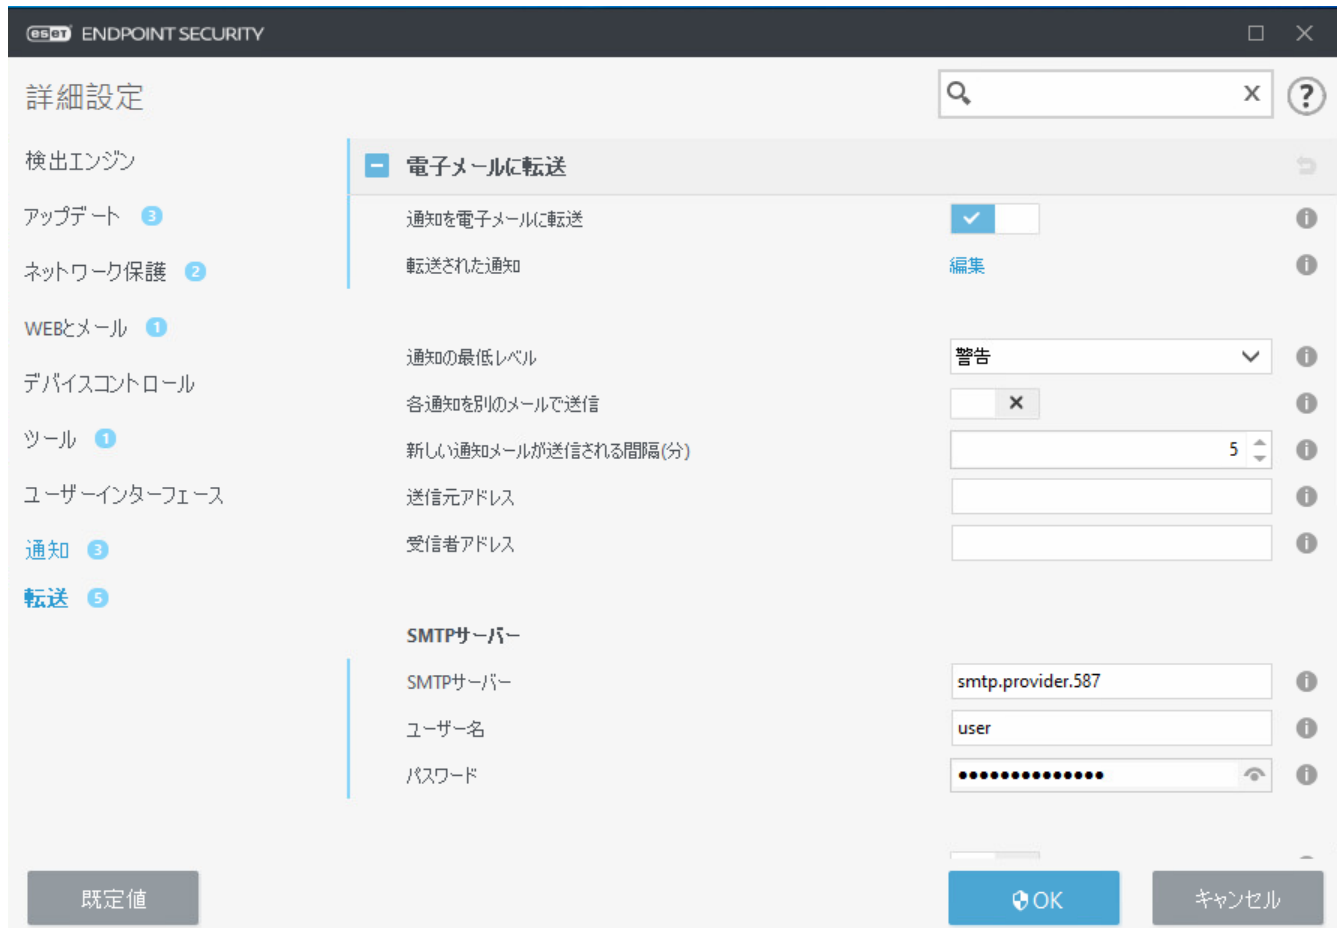 eset ENDPOINT SECURITY
詳細設定
検出エンジン
アップデート 3
ネットワーク保護 2
WEBとメール 1
デバイスコントロール
ツール 1
ユーザーインターフェース
通知 3
転送 5
電子メールに転送
通知を電子メールに転送
転送された通知 編集
通知の最低レベル 警告
各通知を別のメールで送信
新しい通知メールが送信される間隔(分) 5
送信元アドレス
受信者アドレス
SMTPサーバー
SMTPサーバー smtp.provider.587
ユーザー名 user
パスワード ••••••••••••••
既定値 OK キャンセル